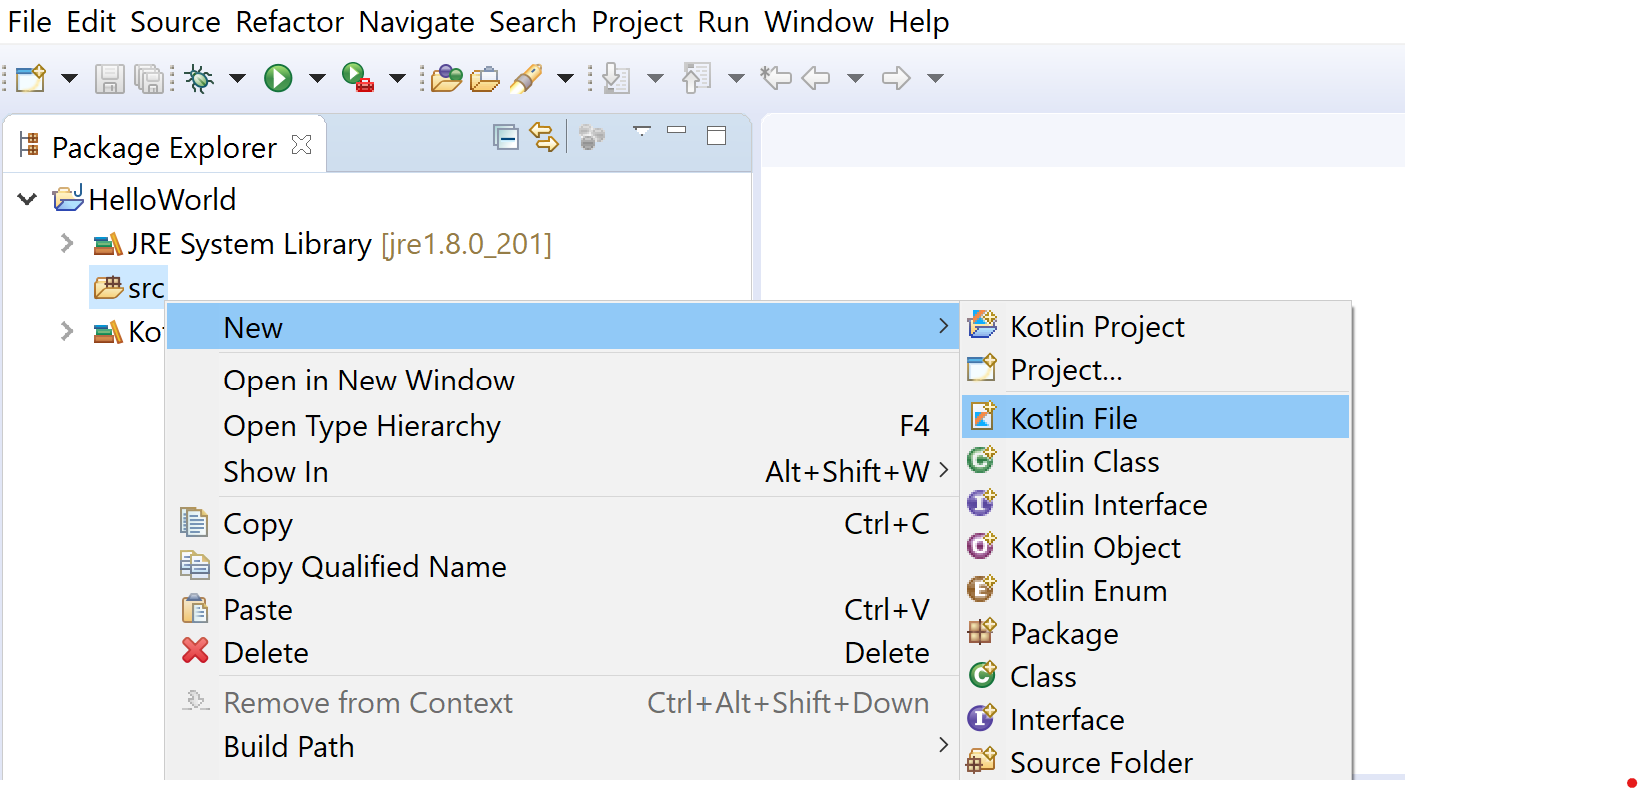 File Edit Source Refactor Navigate Search Project Run Window Help
Package Explorer
HelloWorld
JRE System Library [jre1.8.0_201]
src
Ko
New
Open in New Window
Open Type Hierarchy F4
Show In Alt+Shift+W
Copy Ctrl+C
Copy Qualified Name
Paste Ctrl+V
Delete Delete
Remove from Context Ctrl+Alt+Shift+Down
Build Path
Kotlin Project
Project...
Kotlin File
Kotlin Class
Kotlin Interface
Kotlin Object
Kotlin Enum
Package
Class
Interface
Source Folder